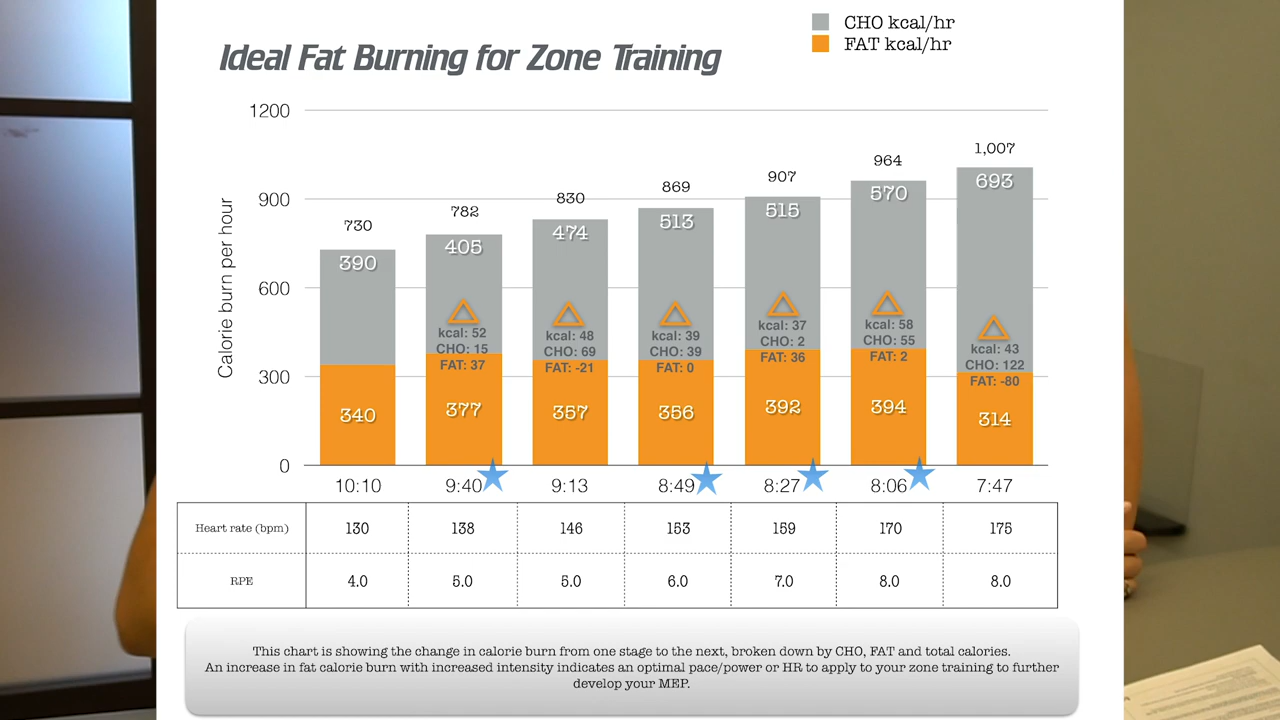 CHO kcal/hr
FAT kcal/hr
Ideal Fat Burning for Zone Training
Calorie burn per hour
1200
900
600
300
0
730
782
830
869
907
964
1,007
390
405
474
513
515
570
693
kcal: 52
CHO: 15
FAT: 37
kcal: 48
CHO: 69
FAT: -21
kcal: 39
CHO: 39
FAT: 0
kcal: 37
CHO: 2
FAT: 36
kcal: 58
CHO: 55
FAT: 2
kcal: 43
CHO: 122
FAT: -80
340
377
357
356
392
394
314
10:10
9:40
9:13
8:49
8:27
8:06
7:47
Heart rate (bpm) 130 138 146 153 159 170 175
RPE 4.0 5.0 5.0 6.0 7.0 8.0 8.0
This chart is showing the change in calorie burn from one stage to the next, broken down by CHO, FAT and total calories.
An increase in fat calorie burn with increased intensity indicates an optimal pace/power or HR to apply to your zone training to further
develop your MEP.